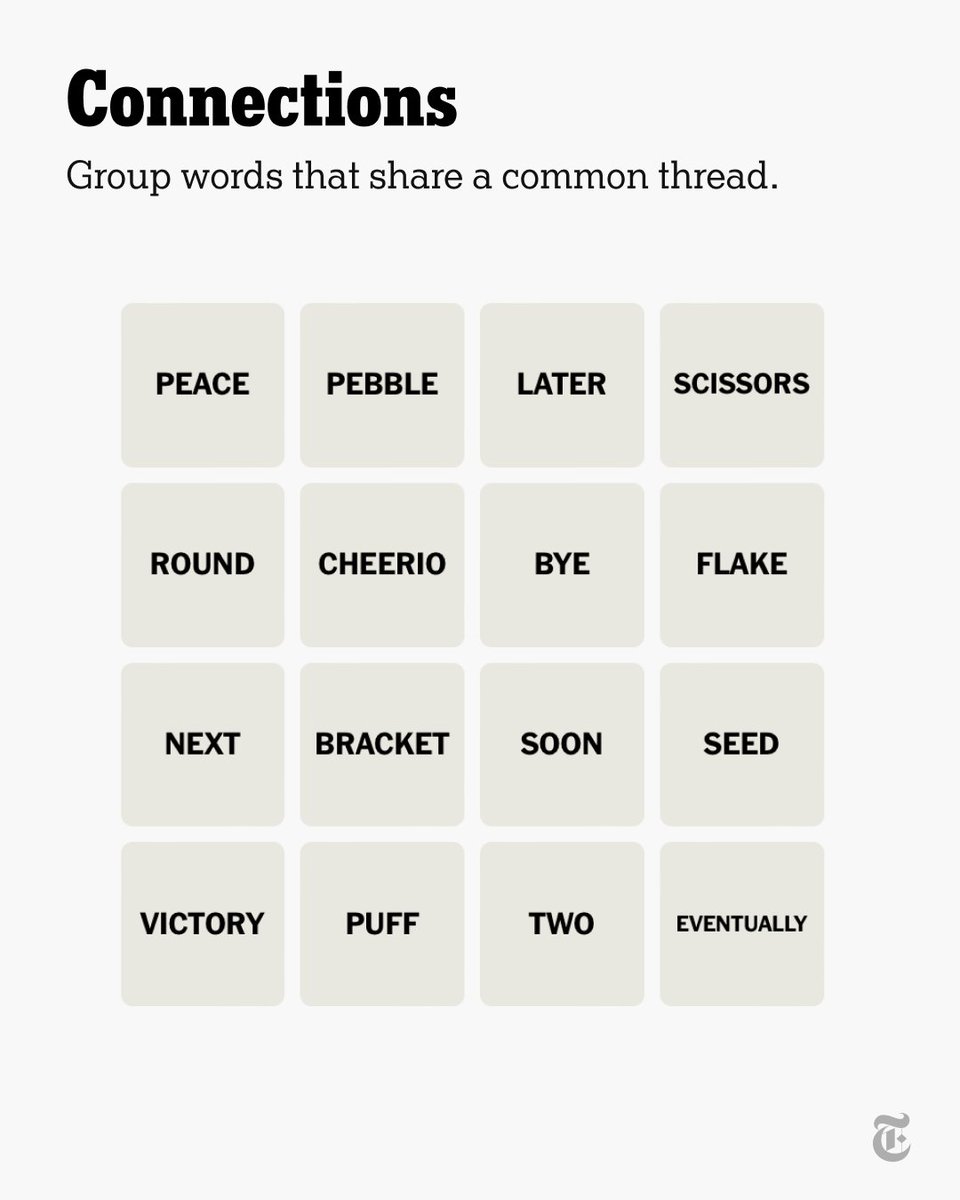 Connections
Group words that share a common thread.
PEACE PEBBLE LATER SCISSORS
ROUND CHEERIO BYE FLAKE
NEXT BRACKET SOON SEED
VICTORY PUFF TWO EVENTUALLY
T